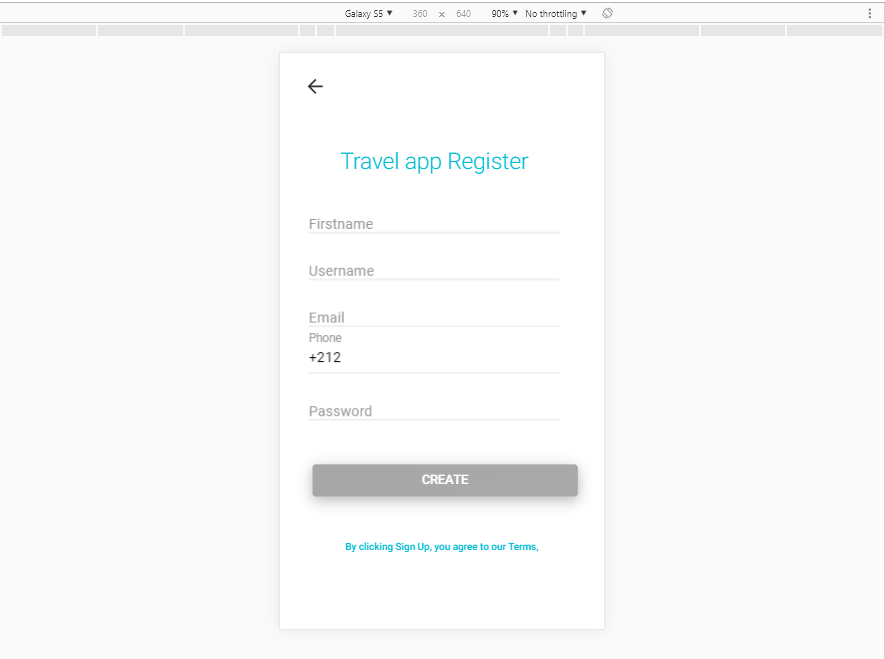 Galaxy S5 ▼ 360 × 640 90% ▼ No throttling ▼
Travel app Register
Firstname
Username
Email
Phone
+212
Password
CREATE
By clicking Sign Up, you agree to our Terms,